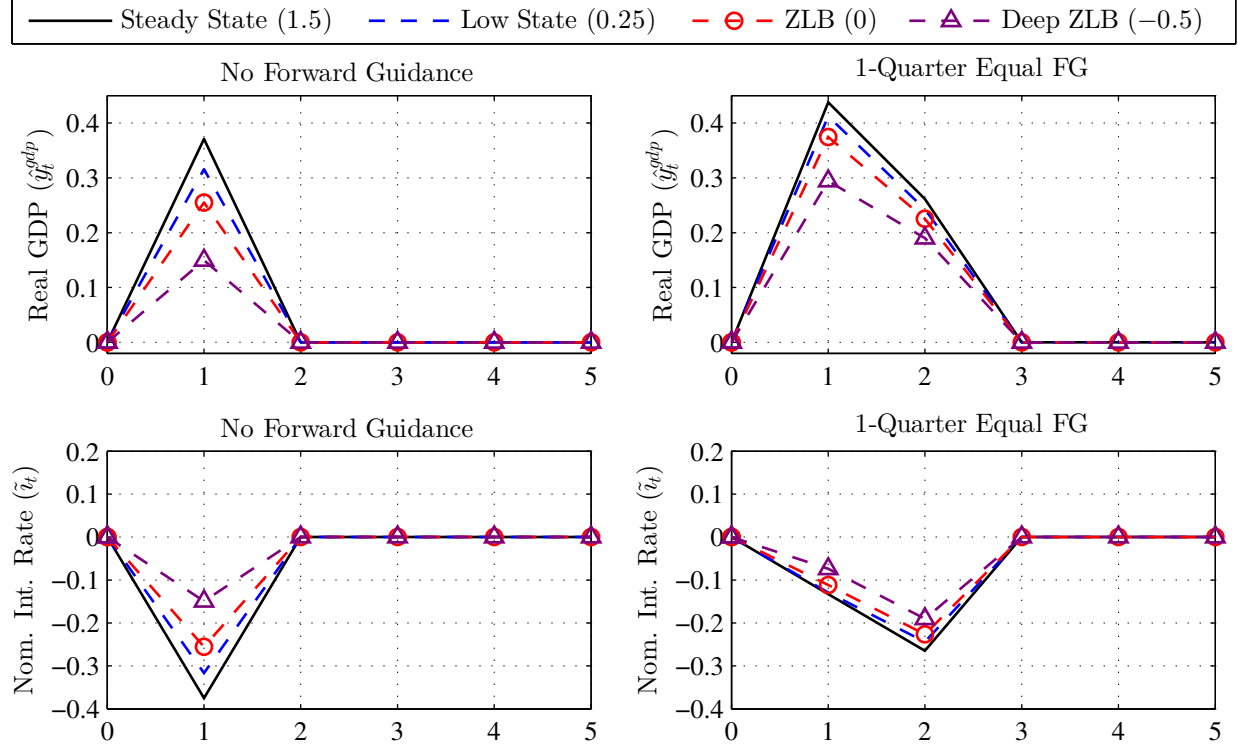 Steady State (1.5) Low State (0.25) ZLB (0) Deep ZLB (−0.5)
No Forward Guidance
Real GDP (ŷ_t^{gdp})
0.4
0.3
0.2
0.1
0
0 1 2 3 4 5
1-Quarter Equal FG
Real GDP (ŷ_t^{gdp})
0.4
0.3
0.2
0.1
0
0 1 2 3 4 5
No Forward Guidance
Nom. Int. Rate (ĩ_t)
0.2
0.1
0
−0.1
−0.2
−0.3
−0.4
0 1 2 3 4 5
1-Quarter Equal FG
Nom. Int. Rate (ĩ_t)
0.2
0.1
0
−0.1
−0.2
−0.3
−0.4
0 1 2 3 4 5